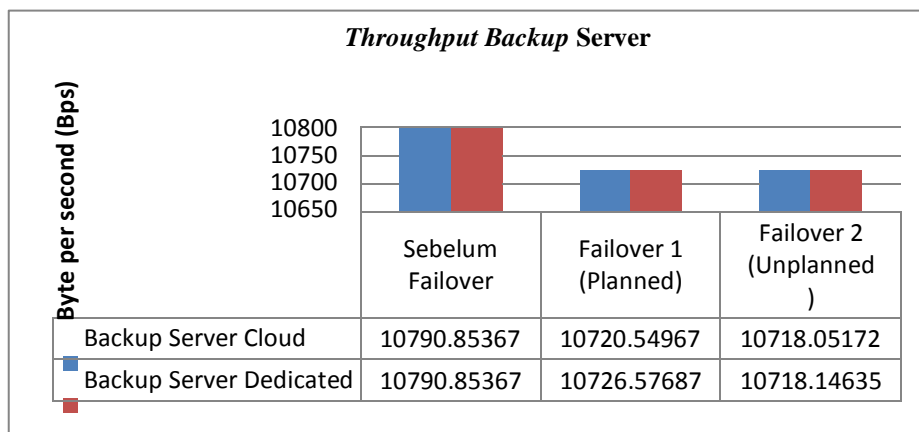 Throughput Backup Server
Byte per second (Bps)
10800
10750
10700
10650
Sebelum
Failover
Failover 1
(Planned)
Failover 2
(Unplanned
)
Backup Server Cloud 10790.85367 10720.54967 10718.05172
Backup Server Dedicated 10790.85367 10726.57687 10718.14635